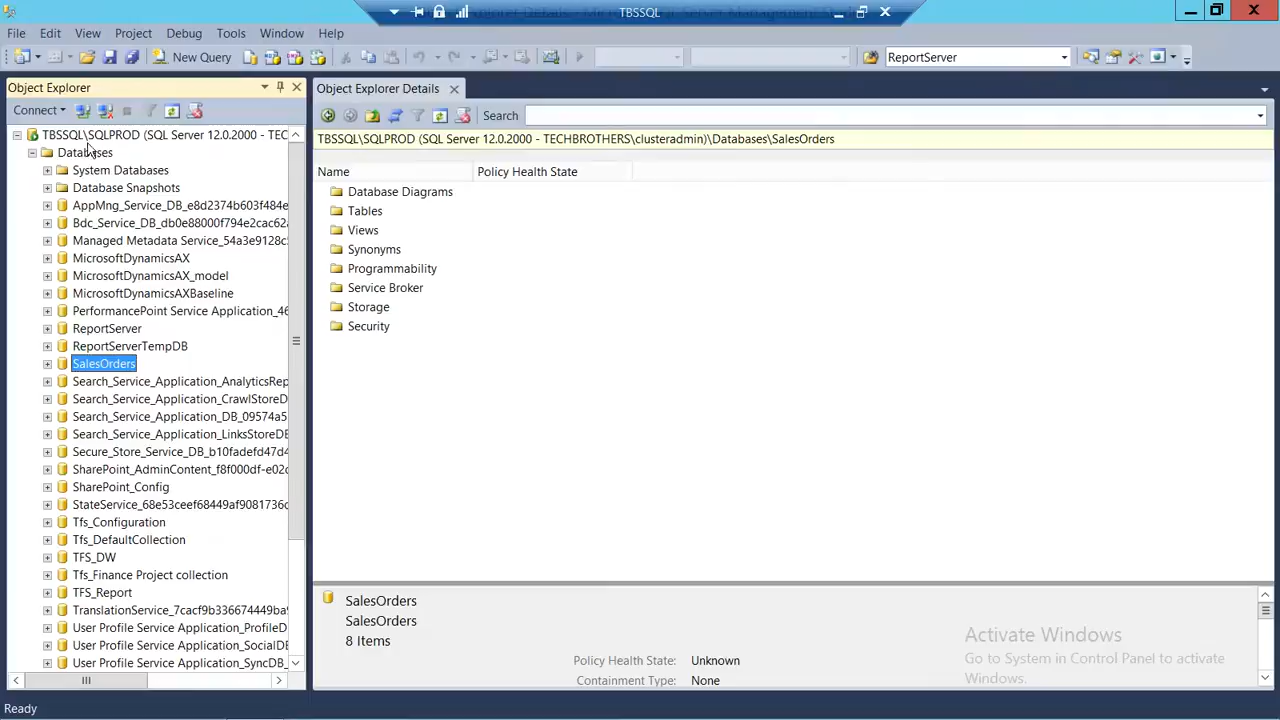 TBSSQL
File Edit View Project Debug Tools Window Help
New Query
ReportServer
Object Explorer
Object Explorer Details
Connect
Search
TBSSQL\SQLPROD (SQL Server 12.0.2000 - TEC
TBSSQL\SQLPROD (SQL Server 12.0.2000 - TECHBROTHERS\clusteradmin)\Databases\SalesOrders
Databases
System Databases
Database Snapshots
AppMng_Service_DB_e8d2374b603f484e
Bdc_Service_DB_db0e88000f794e2cac62
Managed Metadata Service_54a3e9128c
MicrosoftDynamicsAX
MicrosoftDynamicsAX_model
MicrosoftDynamicsAXBaseline
PerformancePoint Service Application_46
ReportServer
ReportServerTempDB
SalesOrders
Search_Service_Application_AnalyticsRep
Search_Service_Application_CrawlStoreD
Search_Service_Application_DB_09574a5
Search_Service_Application_LinksStoreDB
Secure_Store_Service_DB_b10fadefd47d4
SharePoint_AdminContent_f8f000df-e02c
SharePoint_Config
StateService_68e53ceef68449af9081736c
Tfs_Configuration
Tfs_DefaultCollection
TFS_DW
Tfs_Finance Project collection
TFS_Report
TranslationService_7cacf9b336674449ba
User Profile Service Application_ProfileD
User Profile Service Application_SocialDB
User Profile Service Application_SyncDB_
Name Policy Health State
Database Diagrams
Tables
Views
Synonyms
Programmability
Service Broker
Storage
Security
SalesOrders
SalesOrders
8 Items
Policy Health State: Unknown
Containment Type: None
Activate Windows
Go to System in Control Panel to activate
Windows.
Ready